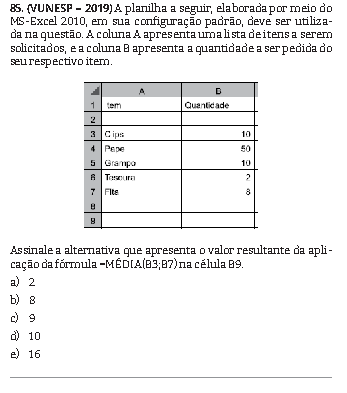 85. (VUNESP – 2019) A planilha a seguir, elaborada por meio do
MS-Excel 2010, em sua configuração padrão, deve ser utiliza-
da na questão. A coluna A apresenta uma lista de itens a serem
solicitados, e a coluna B apresenta a quantidade a ser pedida do
seu respectivo item.
A B
1 tem Quantidade
2
3 Clips 10
4 Pape 50
5 Grampo 10
6 Tesoura 2
7 Fita 8
8
9
Assinale a alternativa que apresenta o valor resultante da apli-
cação da fórmula =MÉDIA(B3;B7) na célula B9.
a) 2
b) 8
c) 9
d) 10
e) 16